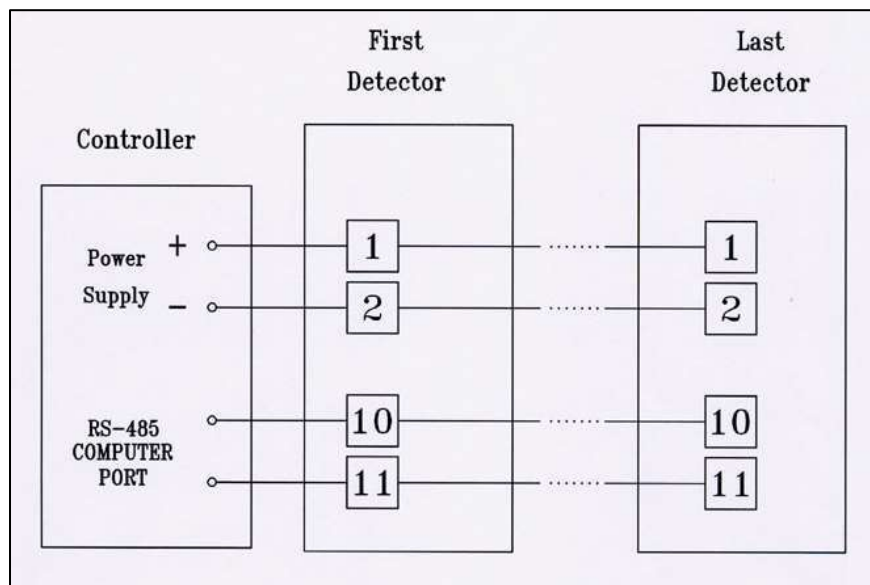 First
Detector
Last
Detector
Controller
Power
Supply
+
−
1
1
2
2
RS-485
COMPUTER
PORT
10
10
11
11